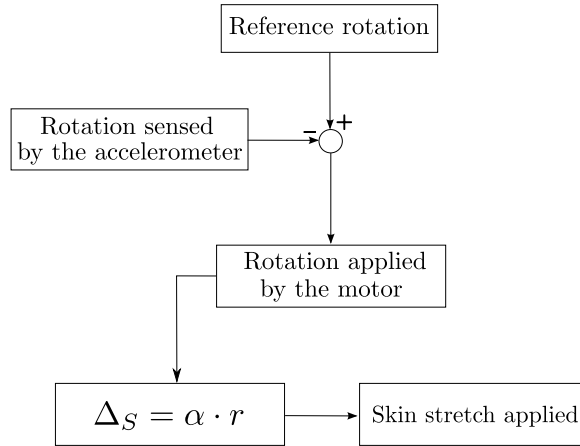 Reference rotation
Rotation sensed
by the accelerometer
- +
Rotation applied
by the motor
Δ_S = α · r
Skin stretch applied